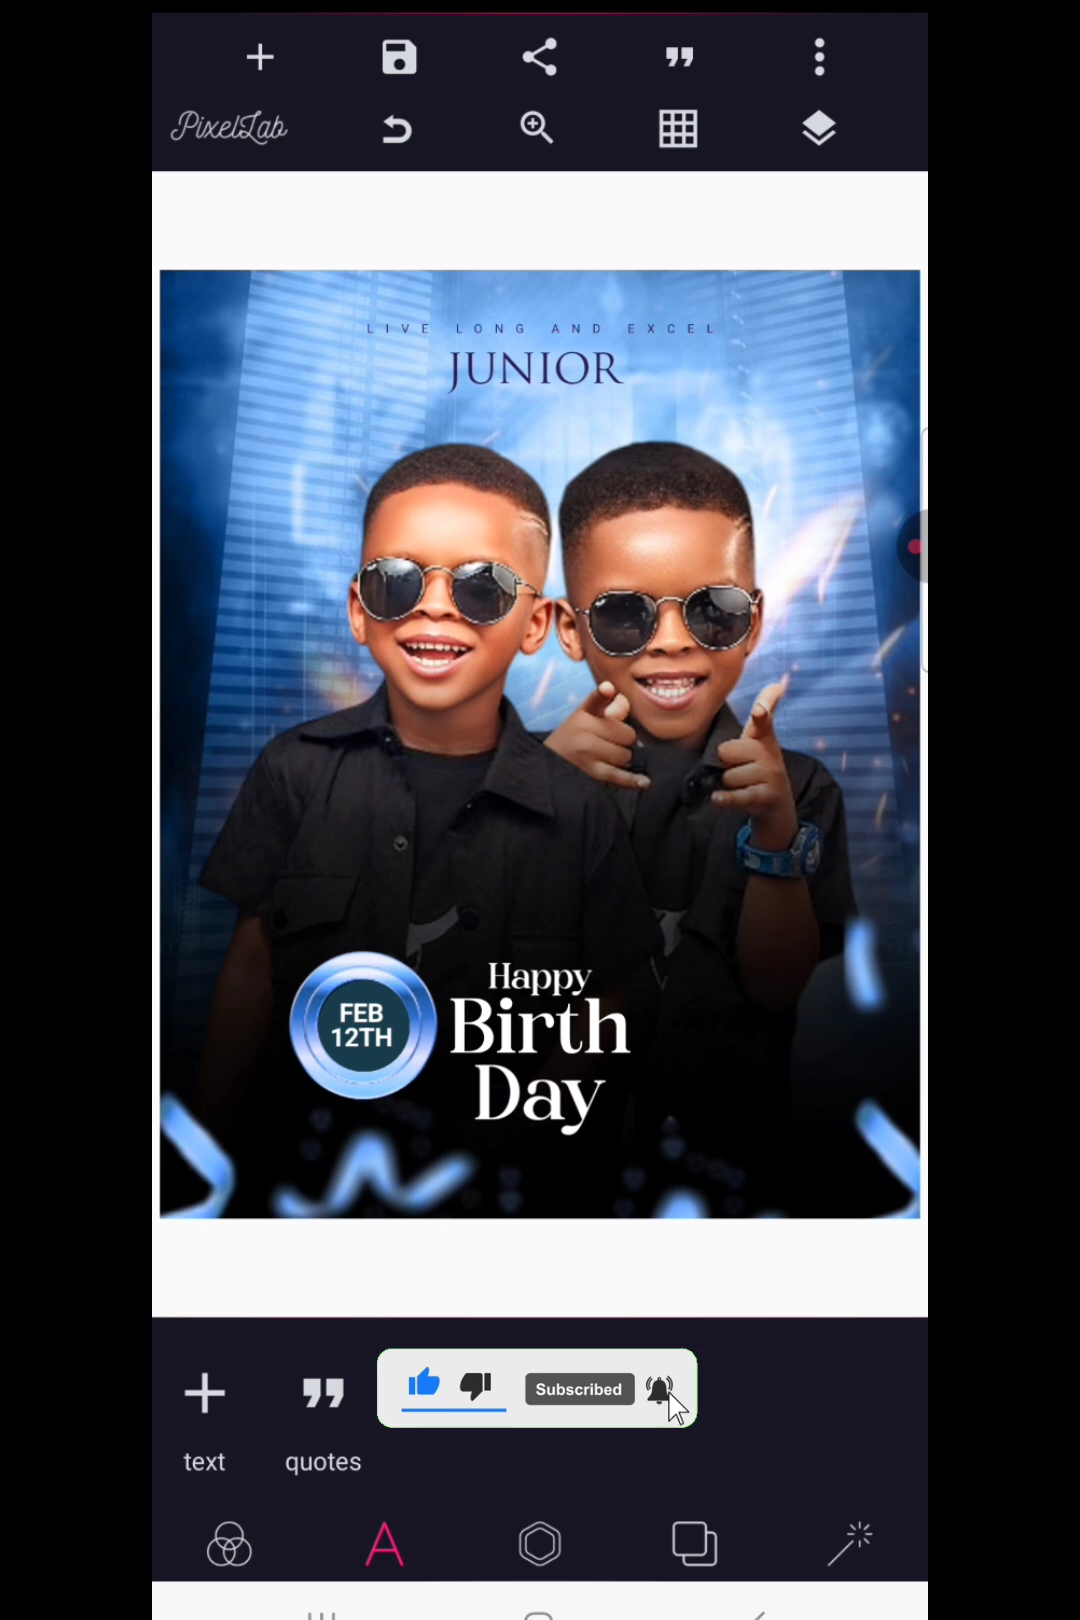 PixelLab
LIVE LONG AND EXCEL
JUNIOR
FEB
12TH
Happy
Birth
Day
Subscribed
text
quotes
A